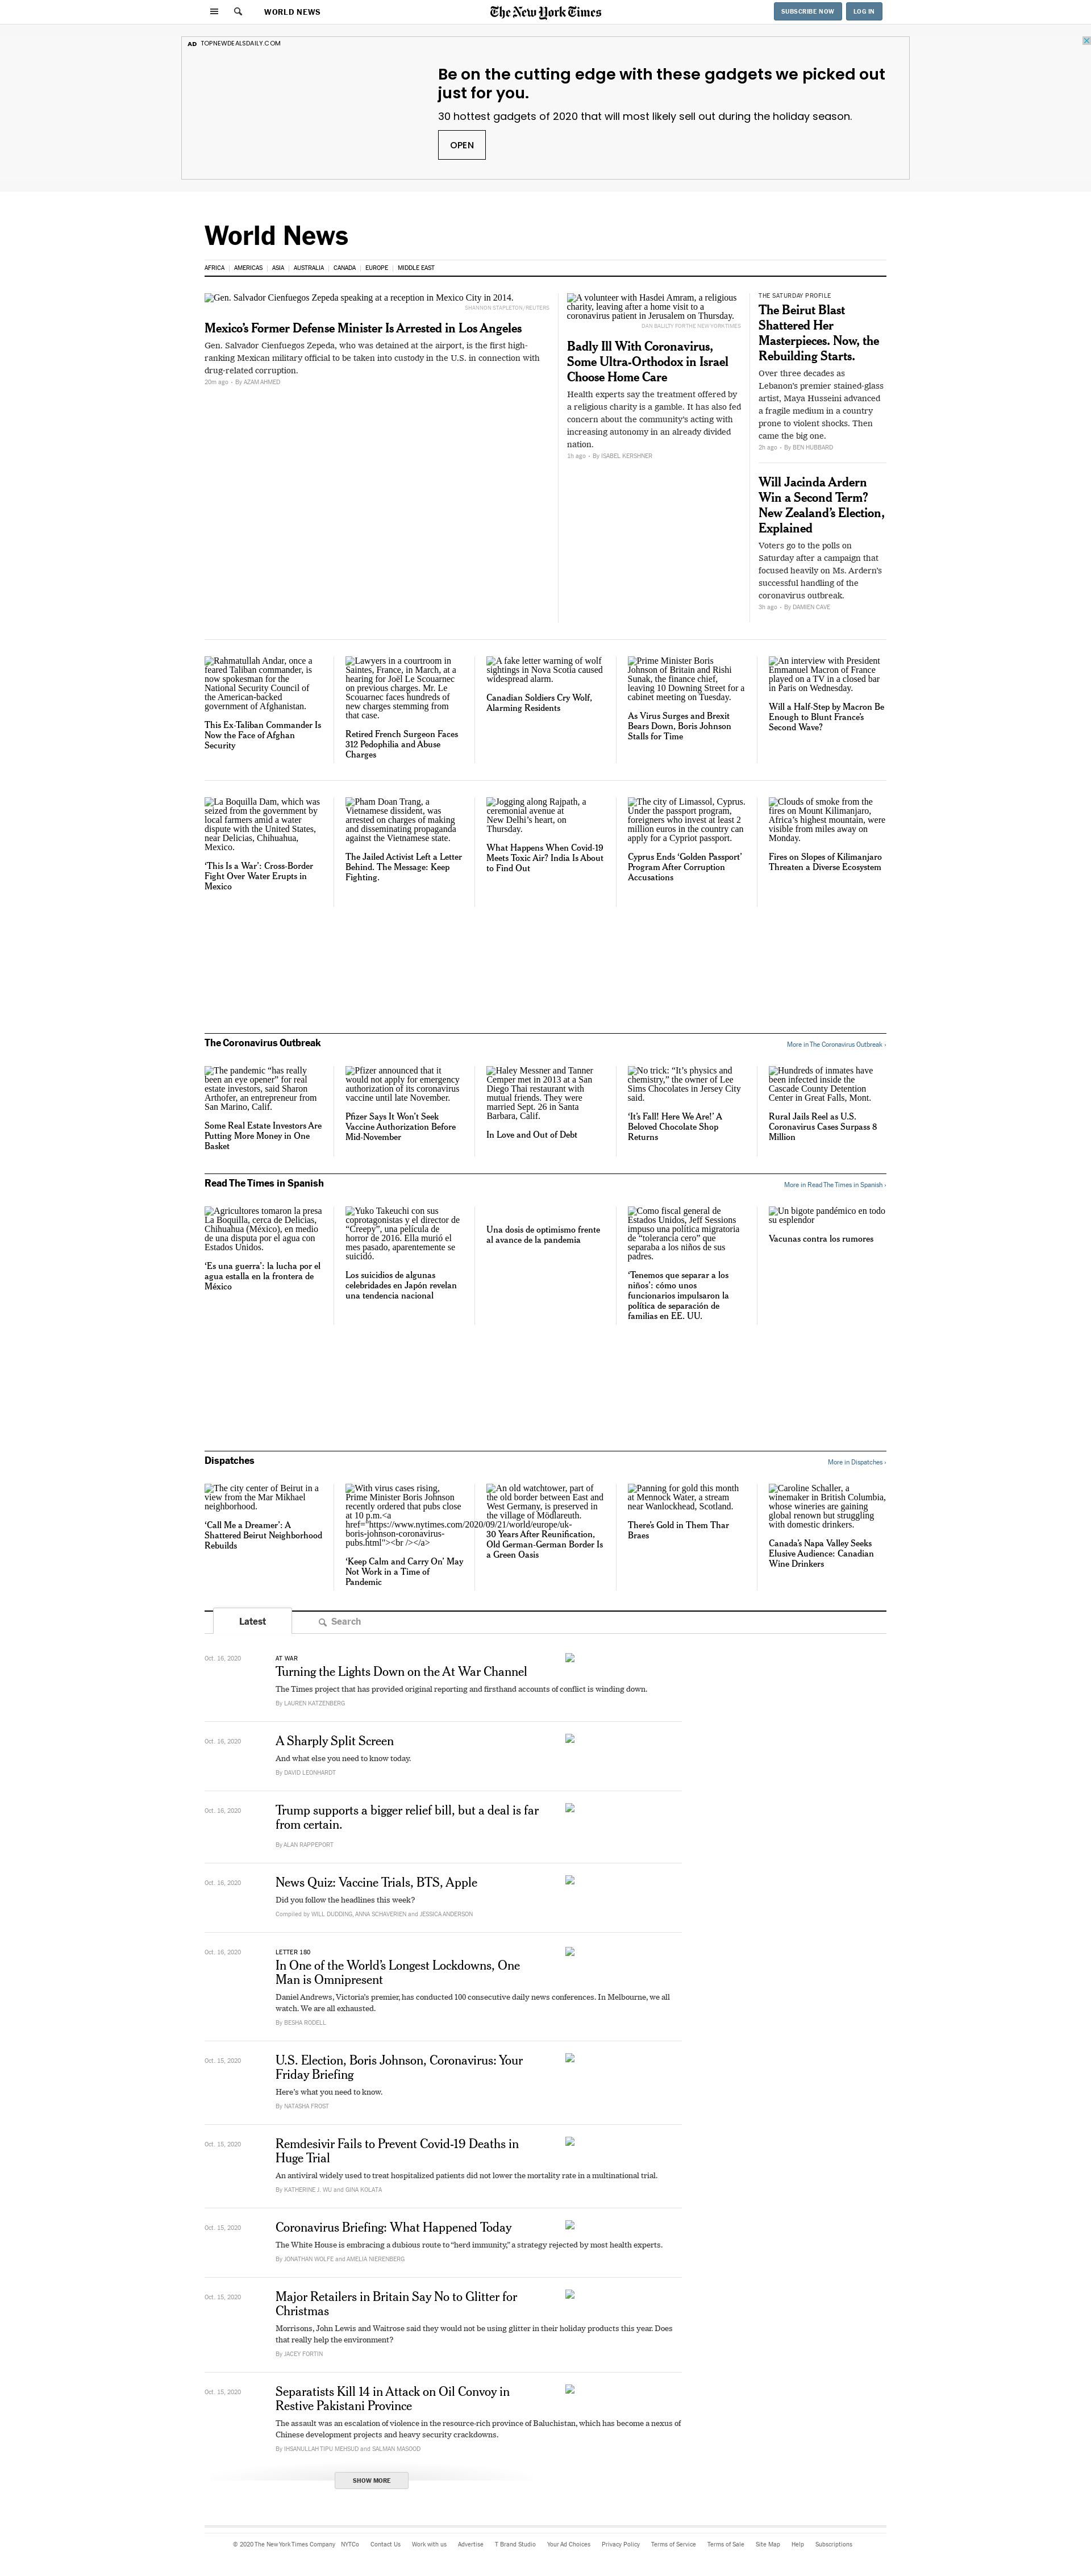 WORLD NEWS
The New York Times
SUBSCRIBE NOW
LOG IN
AD TOPNEWDEALSDAILY.COM
Be on the cutting edge with these gadgets we picked out
just for you.
30 hottest gadgets of 2020 that will most likely sell out during the holiday season.
OPEN
World News
AFRICA | AMERICAS | ASIA | AUSTRALIA | CANADA | EUROPE | MIDDLE EAST
Gen. Salvador Cienfuegos Zepeda speaking at a reception in Mexico City in 2014.
SHANNON STAPLETON/REUTERS
Mexico’s Former Defense Minister Is Arrested in Los Angeles
Gen. Salvador Cienfuegos Zepeda, who was detained at the airport, is the first high-
ranking Mexican military official to be taken into custody in the U.S. in connection with
drug-related corruption.
20m ago - By AZAM AHMED
A volunteer with Hasdei Amram, a religious
charity, leaving after a home visit to a
coronavirus patient in Jerusalem on Thursday.
DAN BALILTY FOR THE NEW YORK TIMES
Badly Ill With Coronavirus,
Some Ultra-Orthodox in Israel
Choose Home Care
Health experts say the treatment offered by
a religious charity is a gamble. It has also fed
concern about the community’s acting with
increasing autonomy in an already divided
nation.
1h ago - By ISABEL KERSHNER
THE SATURDAY PROFILE
The Beirut Blast
Shattered Her
Masterpieces. Now, the
Rebuilding Starts.
Over three decades as
Lebanon’s premier stained-glass
artist, Maya Husseini advanced
a fragile medium in a country
prone to violent shocks. Then
came the big one.
2h ago - By BEN HUBBARD
Will Jacinda Ardern
Win a Second Term?
New Zealand’s Election,
Explained
Voters go to the polls on
Saturday after a campaign that
focused heavily on Ms. Ardern’s
successful handling of the
coronavirus outbreak.
3h ago - By DAMIEN CAVE
Rahmatullah Andar, once a
feared Taliban commander, is
now spokesman for the
National Security Council of
the American-backed
government of Afghanistan.
This Ex-Taliban Commander Is
Now the Face of Afghan
Security
Lawyers in a courtroom in
Saintes, France, in March, at a
hearing for Joël Le Scouarnec
on previous charges. Mr. Le
Scouarnec faces hundreds of
new charges stemming from
that case.
Retired French Surgeon Faces
312 Pedophilia and Abuse
Charges
A fake letter warning of wolf
sightings in Nova Scotia caused
widespread alarm.
Canadian Soldiers Cry Wolf,
Alarming Residents
Prime Minister Boris
Johnson of Britain and Rishi
Sunak, the finance chief,
leaving 10 Downing Street for a
cabinet meeting on Tuesday.
As Virus Surges and Brexit
Bears Down, Boris Johnson
Stalls for Time
An interview with President
Emmanuel Macron of France
played on a TV in a closed bar
in Paris on Wednesday.
Will a Half-Step by Macron Be
Enough to Blunt France’s
Second Wave?
La Boquilla Dam, which was
seized from the government by
local farmers amid a water
dispute with the United States,
near Delicias, Chihuahua,
Mexico.
‘This Is a War’: Cross-Border
Fight Over Water Erupts in
Mexico
Pham Doan Trang, a
Vietnamese dissident, was
arrested on charges of making
and disseminating propaganda
against the Vietnamese state.
The Jailed Activist Left a Letter
Behind. The Message: Keep
Fighting.
Jogging along Rajpath, a
ceremonial avenue at
New Delhi’s heart, on
Thursday.
What Happens When Covid-19
Meets Toxic Air? India Is About
to Find Out
The city of Limassol, Cyprus.
Under the passport program,
foreigners who invest at least 2
million euros in the country can
apply for a Cypriot passport.
Cyprus Ends ‘Golden Passport’
Program After Corruption
Accusations
Clouds of smoke from the
fires on Mount Kilimanjaro,
Africa’s highest mountain, were
visible from miles away on
Monday.
Fires on Slopes of Kilimanjaro
Threaten a Diverse Ecosystem
The Coronavirus Outbreak
More in The Coronavirus Outbreak ›
The pandemic “has really
been an eye opener” for real
estate investors, said Sharon
Arthofer, an entrepreneur from
San Marino, Calif.
Some Real Estate Investors Are
Putting More Money in One
Basket
Pfizer announced that it
would not apply for emergency
authorization of its coronavirus
vaccine until late November.
Pfizer Says It Won’t Seek
Vaccine Authorization Before
Mid-November
Haley Messner and Tanner
Cemper met in 2013 at a San
Diego Thai restaurant with
mutual friends. They were
married Sept. 26 in Santa
Barbara, Calif.
In Love and Out of Debt
No trick: “It’s physics and
chemistry,” the owner of Lee
Sims Chocolates in Jersey City
said.
‘It’s Fall! Here We Are!’ A
Beloved Chocolate Shop
Returns
Hundreds of inmates have
been infected inside the
Cascade County Detention
Center in Great Falls, Mont.
Rural Jails Reel as U.S.
Coronavirus Cases Surpass 8
Million
Read The Times in Spanish
More in Read The Times in Spanish ›
Agricultores tomaron la presa
La Boquilla, cerca de Delicias,
Chihuahua (México), en medio
de una disputa por el agua con
Estados Unidos.
‘Es una guerra’: la lucha por el
agua estalla en la frontera de
México
Yuko Takeuchi con sus
coprotagonistas y el director de
“Creepy”, una película de
horror de 2016. Ella murió el
mes pasado, aparentemente se
suicidó.
Los suicidios de algunas
celebridades en Japón revelan
una tendencia nacional
Una dosis de optimismo frente
al avance de la pandemia
Como fiscal general de
Estados Unidos, Jeff Sessions
impuso una política migratoria
de “tolerancia cero” que
separaba a los niños de sus
padres.
‘Tenemos que separar a los
niños’: cómo unos
funcionarios impulsaron la
política de separación de
familias en EE. UU.
Un bigote pandémico en todo
su esplendor
Vacunas contra los rumores
Dispatches
More in Dispatches ›
The city center of Beirut in a
view from the Mar Mikhael
neighborhood.
‘Call Me a Dreamer’: A
Shattered Beirut Neighborhood
Rebuilds
With virus cases rising,
Prime Minister Boris Johnson
recently ordered that pubs close
at 10 p.m.<a
href="https://www.nytimes.com/2020/09/21/world/europe/uk-
boris-johnson-coronavirus-
pubs.html"><br /></a>
‘Keep Calm and Carry On’ May
Not Work in a Time of
Pandemic
An old watchtower, part of
the old border between East and
West Germany, is preserved in
the village of Mödlareuth.
30 Years After Reunification,
Old German-German Border Is
a Green Oasis
Panning for gold this month
at Mennock Water, a stream
near Wanlockhead, Scotland.
There’s Gold in Them Thar
Braes
Caroline Schaller, a
winemaker in British Columbia,
whose wineries are gaining
global renown but struggling
with domestic drinkers.
Canada’s Napa Valley Seeks
Elusive Audience: Canadian
Wine Drinkers
Latest
Search
Oct. 16, 2020
AT WAR
Turning the Lights Down on the At War Channel
The Times project that has provided original reporting and firsthand accounts of conflict is winding down.
By LAUREN KATZENBERG
Oct. 16, 2020
A Sharply Split Screen
And what else you need to know today.
By DAVID LEONHARDT
Oct. 16, 2020
Trump supports a bigger relief bill, but a deal is far
from certain.
By ALAN RAPPEPORT
Oct. 16, 2020
News Quiz: Vaccine Trials, BTS, Apple
Did you follow the headlines this week?
Compiled by WILL DUDDING, ANNA SCHAVERIEN and JESSICA ANDERSON
Oct. 16, 2020
LETTER 180
In One of the World’s Longest Lockdowns, One
Man is Omnipresent
Daniel Andrews, Victoria’s premier, has conducted 100 consecutive daily news conferences. In Melbourne, we all
watch. We are all exhausted.
By BESHA RODELL
Oct. 15, 2020
U.S. Election, Boris Johnson, Coronavirus: Your
Friday Briefing
Here’s what you need to know.
By NATASHA FROST
Oct. 15, 2020
Remdesivir Fails to Prevent Covid-19 Deaths in
Huge Trial
An antiviral widely used to treat hospitalized patients did not lower the mortality rate in a multinational trial.
By KATHERINE J. WU and GINA KOLATA
Oct. 15, 2020
Coronavirus Briefing: What Happened Today
The White House is embracing a dubious route to “herd immunity,” a strategy rejected by most health experts.
By JONATHAN WOLFE and AMELIA NIERENBERG
Oct. 15, 2020
Major Retailers in Britain Say No to Glitter for
Christmas
Morrisons, John Lewis and Waitrose said they would not be using glitter in their holiday products this year. Does
that really help the environment?
By JACEY FORTIN
Oct. 15, 2020
Separatists Kill 14 in Attack on Oil Convoy in
Restive Pakistani Province
The assault was an escalation of violence in the resource-rich province of Baluchistan, which has become a nexus of
Chinese development projects and heavy security crackdowns.
By IHSANULLAH TIPU MEHSUD and SALMAN MASOOD
SHOW MORE
© 2020 The New York Times Company NYTCo Contact Us Work with us Advertise T Brand Studio Your Ad Choices Privacy Policy Terms of Service Terms of Sale Site Map Help Subscriptions